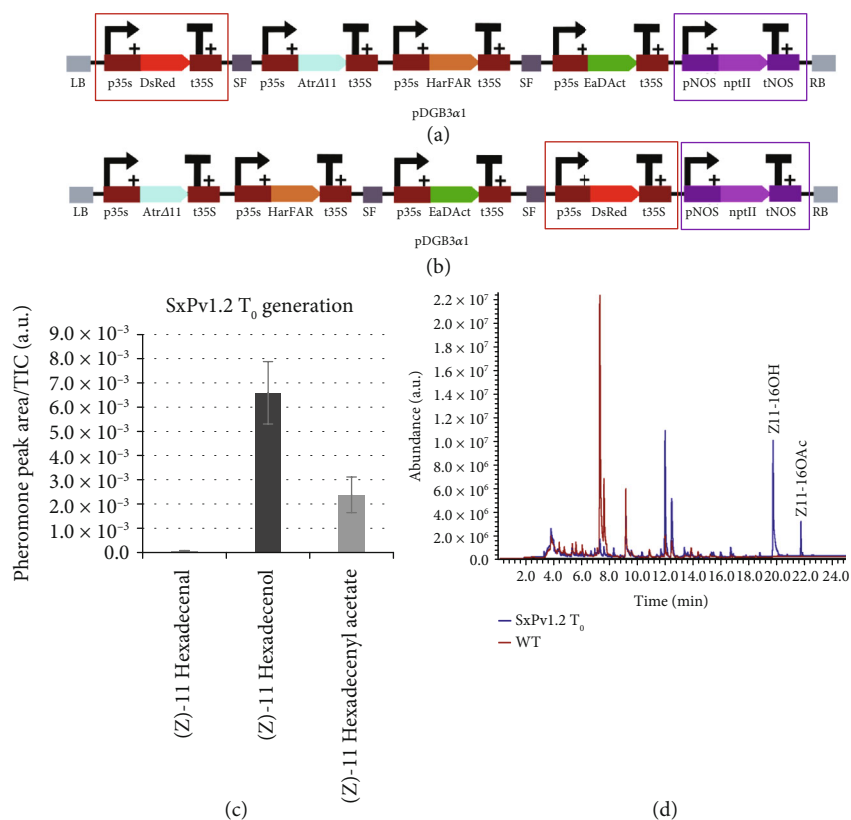 LB p35s DsRed t35S SF p35s AtrΔ11 t35S p35s HarFAR t35S SF p35s EaDAct t35S pNOS nptII tNOS RB
pDGB3α1
(a)
LB p35s AtrΔ11 t35S p35s HarFAR t35S SF p35s EaDAct t35S SF p35s DsRed t35S pNOS nptII tNOS RB
pDGB3α1
(b)
SxPv1.2 T₀ generation
Pheromone peak area/TIC (a.u.)
9.0 × 10⁻³
8.0 × 10⁻³
7.0 × 10⁻³
6.0 × 10⁻³
5.0 × 10⁻³
4.0 × 10⁻³
3.0 × 10⁻³
2.0 × 10⁻³
1.0 × 10⁻³
0.0
(Z)-11 Hexadecenal
(Z)-11 Hexadecenol
(Z)-11 Hexadecenyl acetate
(c)
Abundance (a.u.)
2.2 × 10⁷
2.0 × 10⁷
1.8 × 10⁷
1.6 × 10⁷
1.4 × 10⁷
1.2 × 10⁷
1.0 × 10⁷
8.0 × 10⁶
6.0 × 10⁶
4.0 × 10⁶
2.0 × 10⁶
0.0
Z11-16OH
Z11-16OAc
2.0 4.0 6.0 8.0 10.0 12.0 14.0 16.0 18.0 20.0 22.0 24.0
Time (min)
SxPv1.2 T₀
WT
(d)